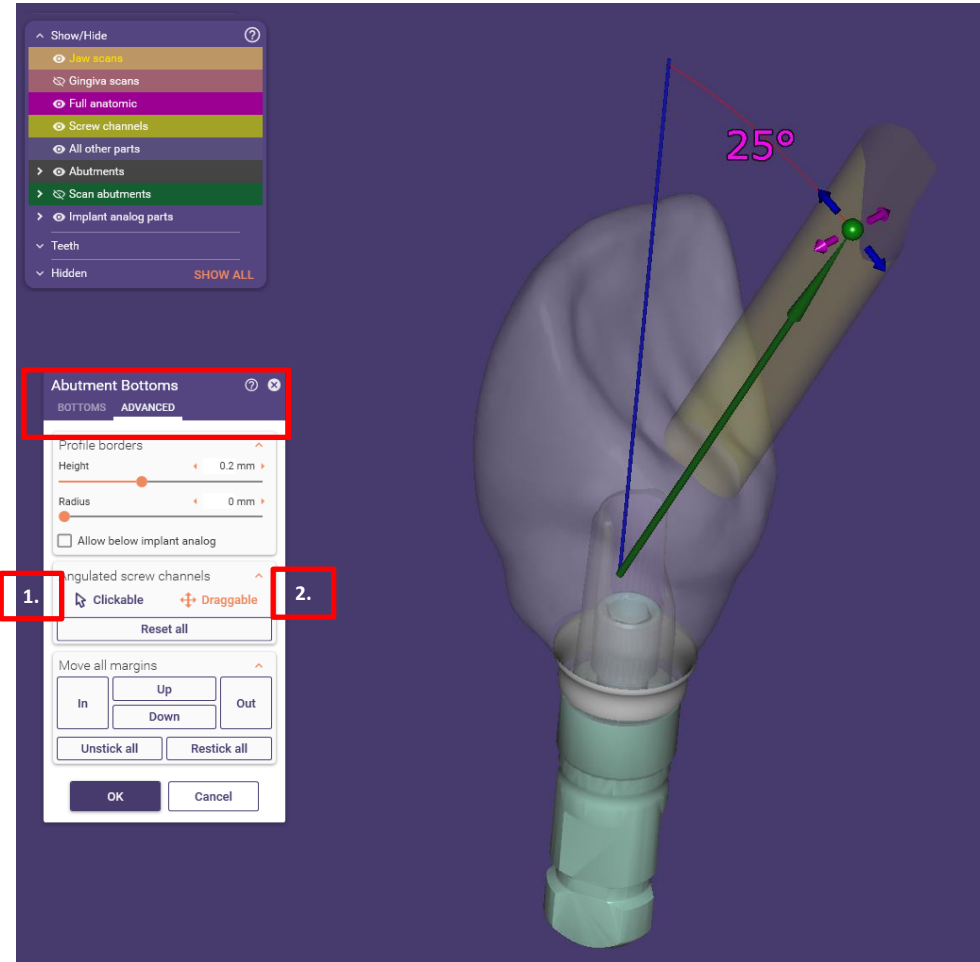 Show/Hide
Jaw scans
Gingiva scans
Full anatomic
Screw channels
All other parts
Abutments
Scan abutments
Implant analog parts
Teeth
Hidden SHOW ALL
25°
Abutment Bottoms
BOTTOMS ADVANCED
Profile borders
Height 0.2 mm
Radius 0 mm
Allow below implant analog
Angulated screw channels
1. Clickable Draggable 2.
Reset all
Move all margins
In Up Out
Down
Unstick all Restick all
OK Cancel